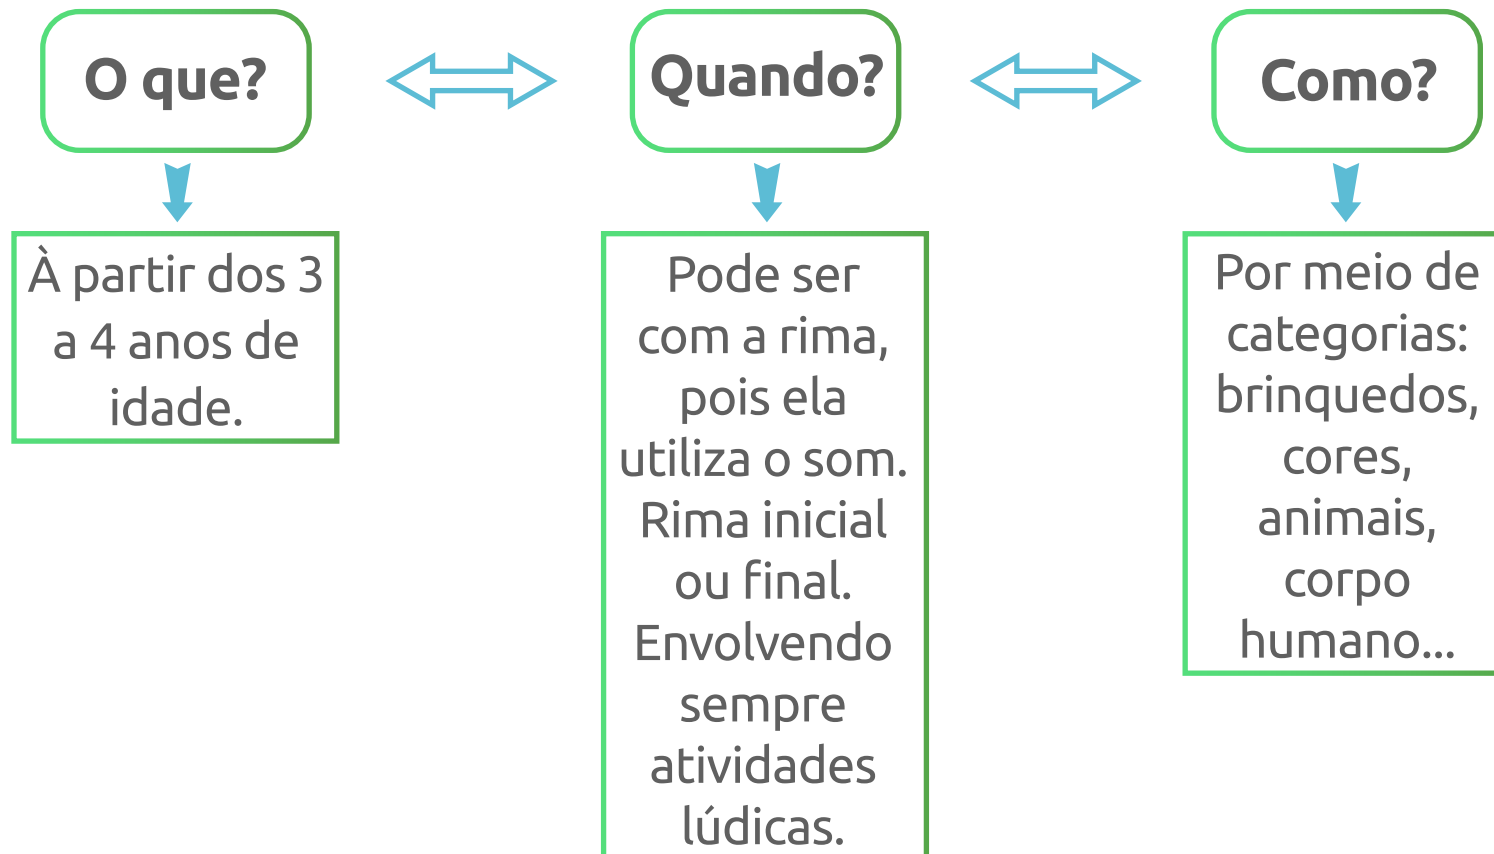 O que?
À partir dos 3
a 4 anos de
idade.
Quando?
Pode ser
com a rima,
pois ela
utiliza o som.
Rima inicial
ou final.
Envolvendo
sempre
atividades
lúdicas.
Como?
Por meio de
categorias:
brinquedos,
cores,
animais,
corpo
humano...